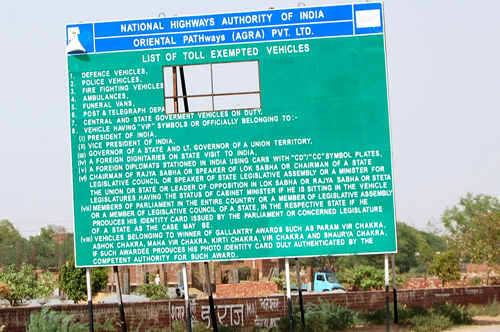 NATIONAL HIGHWAYS AUTHORITY OF INDIA
ORIENTAL PATHways (AGRA) PVT. LTD.
LIST OF TOLL EXEMPTED VEHICLES
1. DEFENCE VEHICLES,
2. POLICE VEHICLES,
3. FIRE FIGHTING VEHICLES
4. AMBULANCES,
5. FUNERAL VANS,
6. POST & TELEGRAPH DEPA
7. CENTRAL AND STATE GOVERMENT VEHICLES ON DUTY.
8. VEHICLE HAVING "VIP" SYMBOLS OR OFFICIALLY BELONGING TO:-
(i) PRESIDENT OF INDIA,
(ii) VICE PRESIDENT OF INDIA,
(iii) GOVERNOR OF A STATE AND LT. GOVERNOR OF A UNION TERRITORY.
(iv) A FOREIGN DIGNITARIES ON STATE VISIT TO INDIA,
(v) A FOREIGN DIPLOMATS STATIONED IN INDIA USING CARS WITH "CD"/"CC" SYMBOL PLATES,
(vi) CHAIRMAN OF RAJYA SABHA OR SPEAKER OF LOK SABHA OR CHAIRMAN OF A STATE
LEGISLATIVE COUNCIL OR SPEAKER OF STATE LEGISLATIVE ASSEMBLY OR A MINISTER FOR
THE UNION OR STATE OR LEADER OF OPPOSITION IN LOK SABHA OR RAJYA SABHA OR STETA
LEGISLATURES HAVING THE STATUS OF CABINET MINISTER IF HE IS SITTING IN THE VEHICLE
(vii) MEMBERS OF PARLIAMENT IN THE ENTIRE COUNTRY OR A MEMBER OF LEGISLATIVE ASSEMBLY
OR A MEMBER OF LEGISLATIVE COUNCIL OF A STATE, IN THE RESPECTIVE STATE IF HE
PRODUCES HIS IDENTITY CARD ISSUED BY THE PARLIAMENT OR CONCERNED LEGISLATURE
OF A STATE AS THE CASE MAY BE.
(viii) VEHICLES BELONGING TO WINNER OF GALLANTRY AWARDS SUCH AS PARAM VIR CHAKRA,
ASHOK CHAKRA, MAHA VIR CHAKRA, KIRTI CHAKRA, VIR CHAKRA AND SHAURYA CHAKRA,
IF SUCH AWARDEE PRODUCES HIS PHOTO IDENTITY CARD DULY AUTHENTICATED BY THE
COMPETENT AUTHORITY FOR SUCH AWARD.